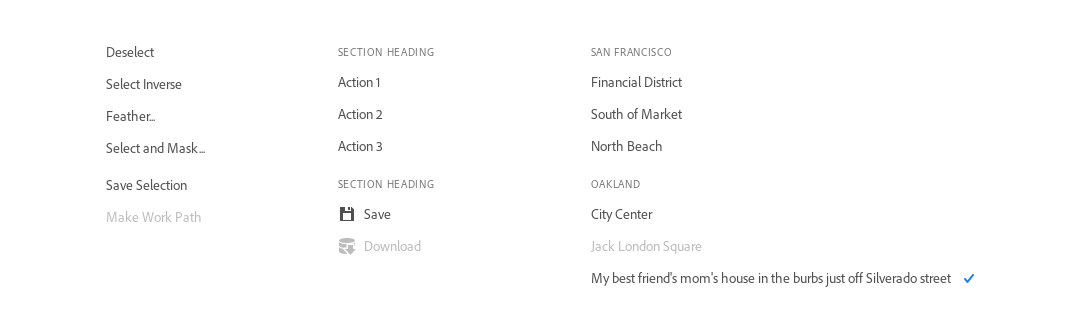 Deselect
Select Inverse
Feather...
Select and Mask...
Save Selection
Make Work Path
SECTION HEADING
Action 1
Action 2
Action 3
SECTION HEADING
Save
Download
SAN FRANCISCO
Financial District
South of Market
North Beach
OAKLAND
City Center
Jack London Square
My best friend's mom's house in the burbs just off Silverado street